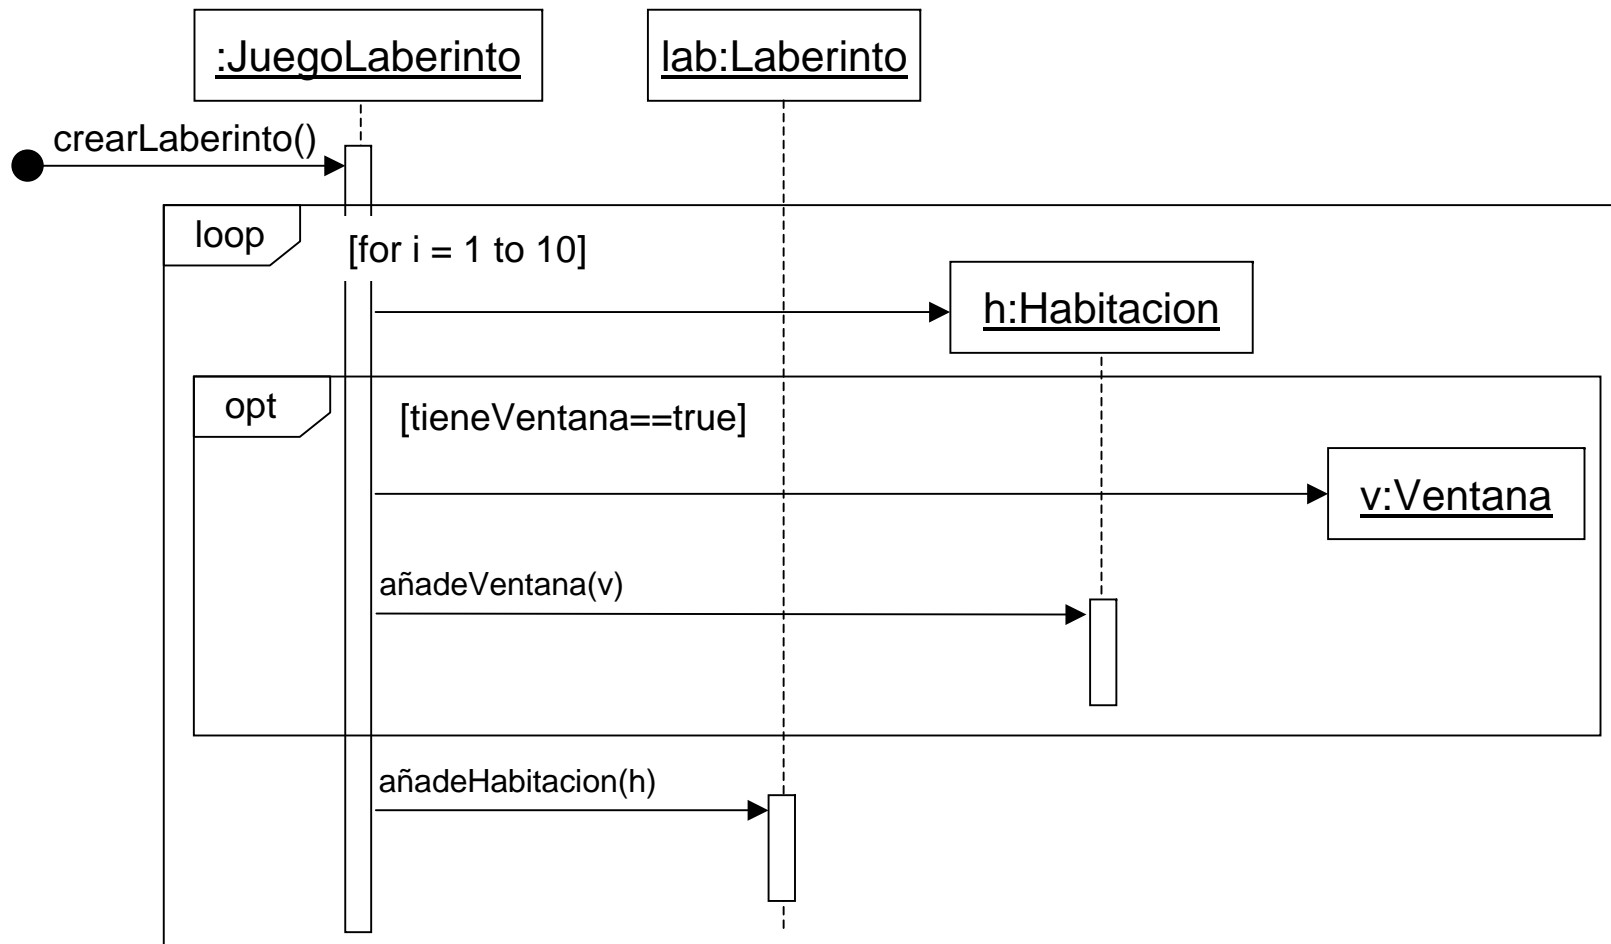 :JuegoLaberinto
lab:Laberinto
crearLaberinto()
loop
[for i = 1 to 10]
h:Habitacion
opt
[tieneVentana==true]
v:Ventana
añadeVentana(v)
añadeHabitacion(h)